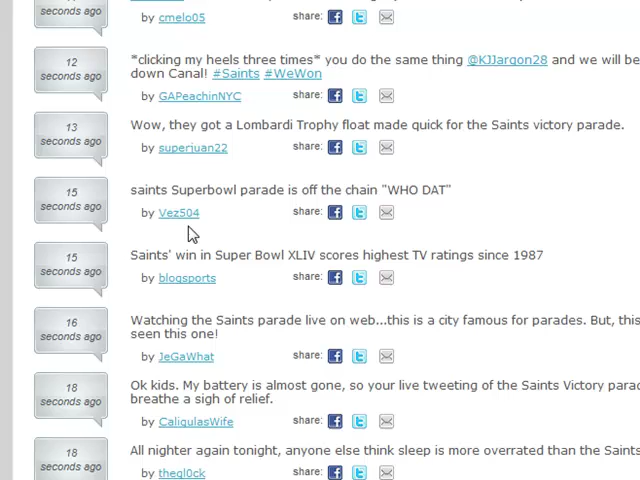 seconds ago
by cmelo05 share:
12 seconds ago
*clicking my heels three times* you do the same thing @KJJargon28 and we will be
down Canal! #Saints #WeWon
by GAPeachinNYC share:
13 seconds ago
Wow, they got a Lombardi Trophy float made quick for the Saints victory parade.
by superjuan22 share:
15 seconds ago
saints Superbowl parade is off the chain "WHO DAT"
by Vez504 share:
15 seconds ago
Saints' win in Super Bowl XLIV scores highest TV ratings since 1987
by blogsports share:
16 seconds ago
Watching the Saints parade live on web...this is a city famous for parades. But, this
seen this one!
by JeGaWhat share:
18 seconds ago
Ok kids. My battery is almost gone, so your live tweeting of the Saints Victory para
breathe a sigh of relief.
by CaligulasWife share:
18 seconds ago
All nighter again tonight, anyone else think sleep is more overrated than the Saints
by thegl0ck share: